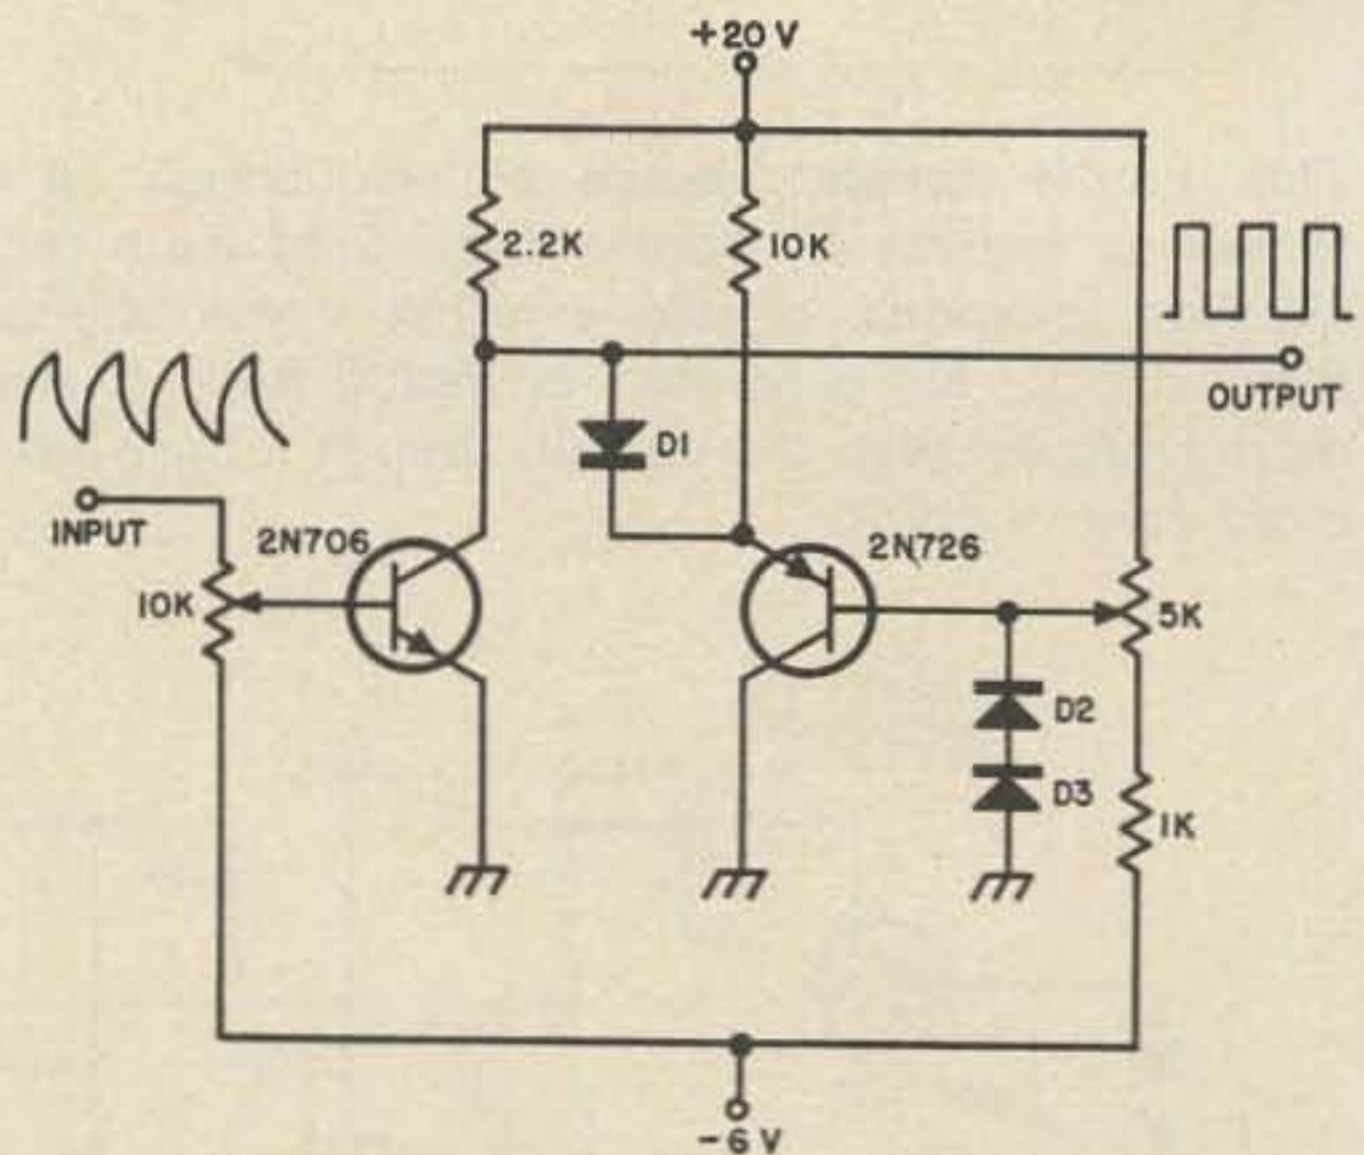 +20 V
2.2K
10K
D1
OUTPUT
INPUT
2N706
2N726
10K
5K
D2
D3
1K
-6 V